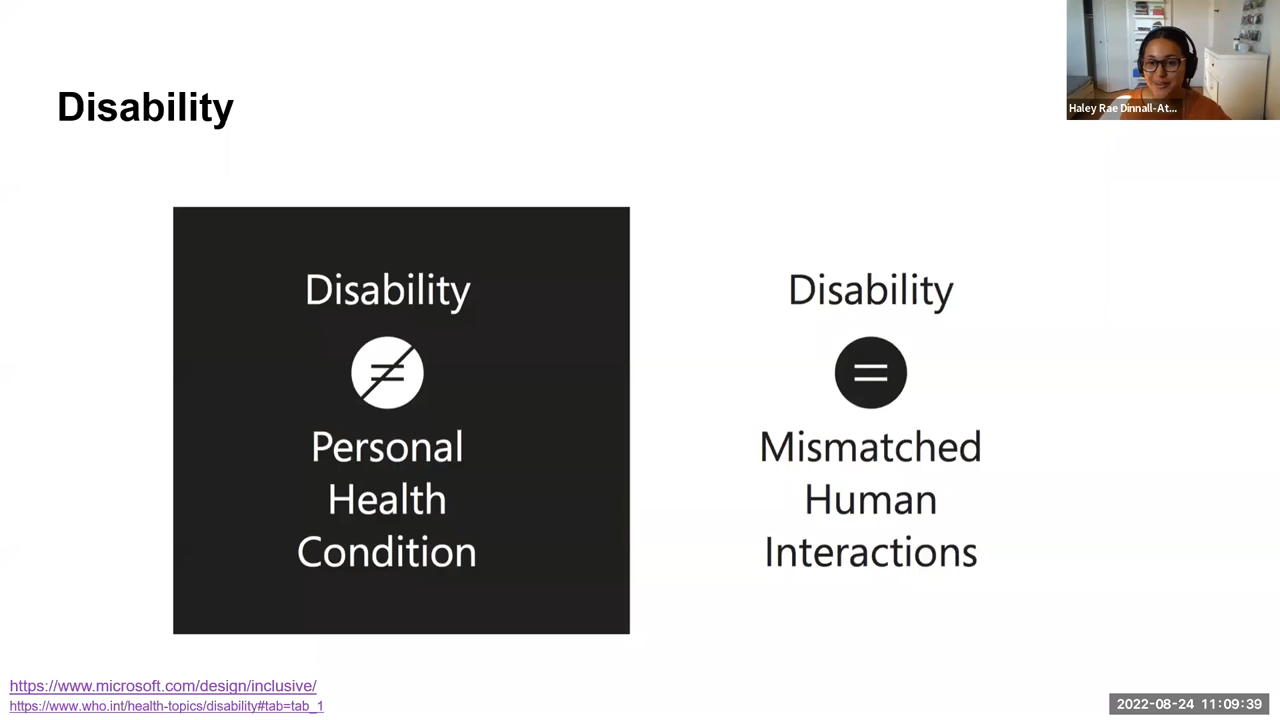 Haley Rae Dinnall-At...
Disability
Disability
≠
Personal
Health
Condition
Disability
=
Mismatched
Human
Interactions
https://www.microsoft.com/design/inclusive/
https://www.who.int/health-topics/disability#tab=tab_1
2022-08-24 11:09:39